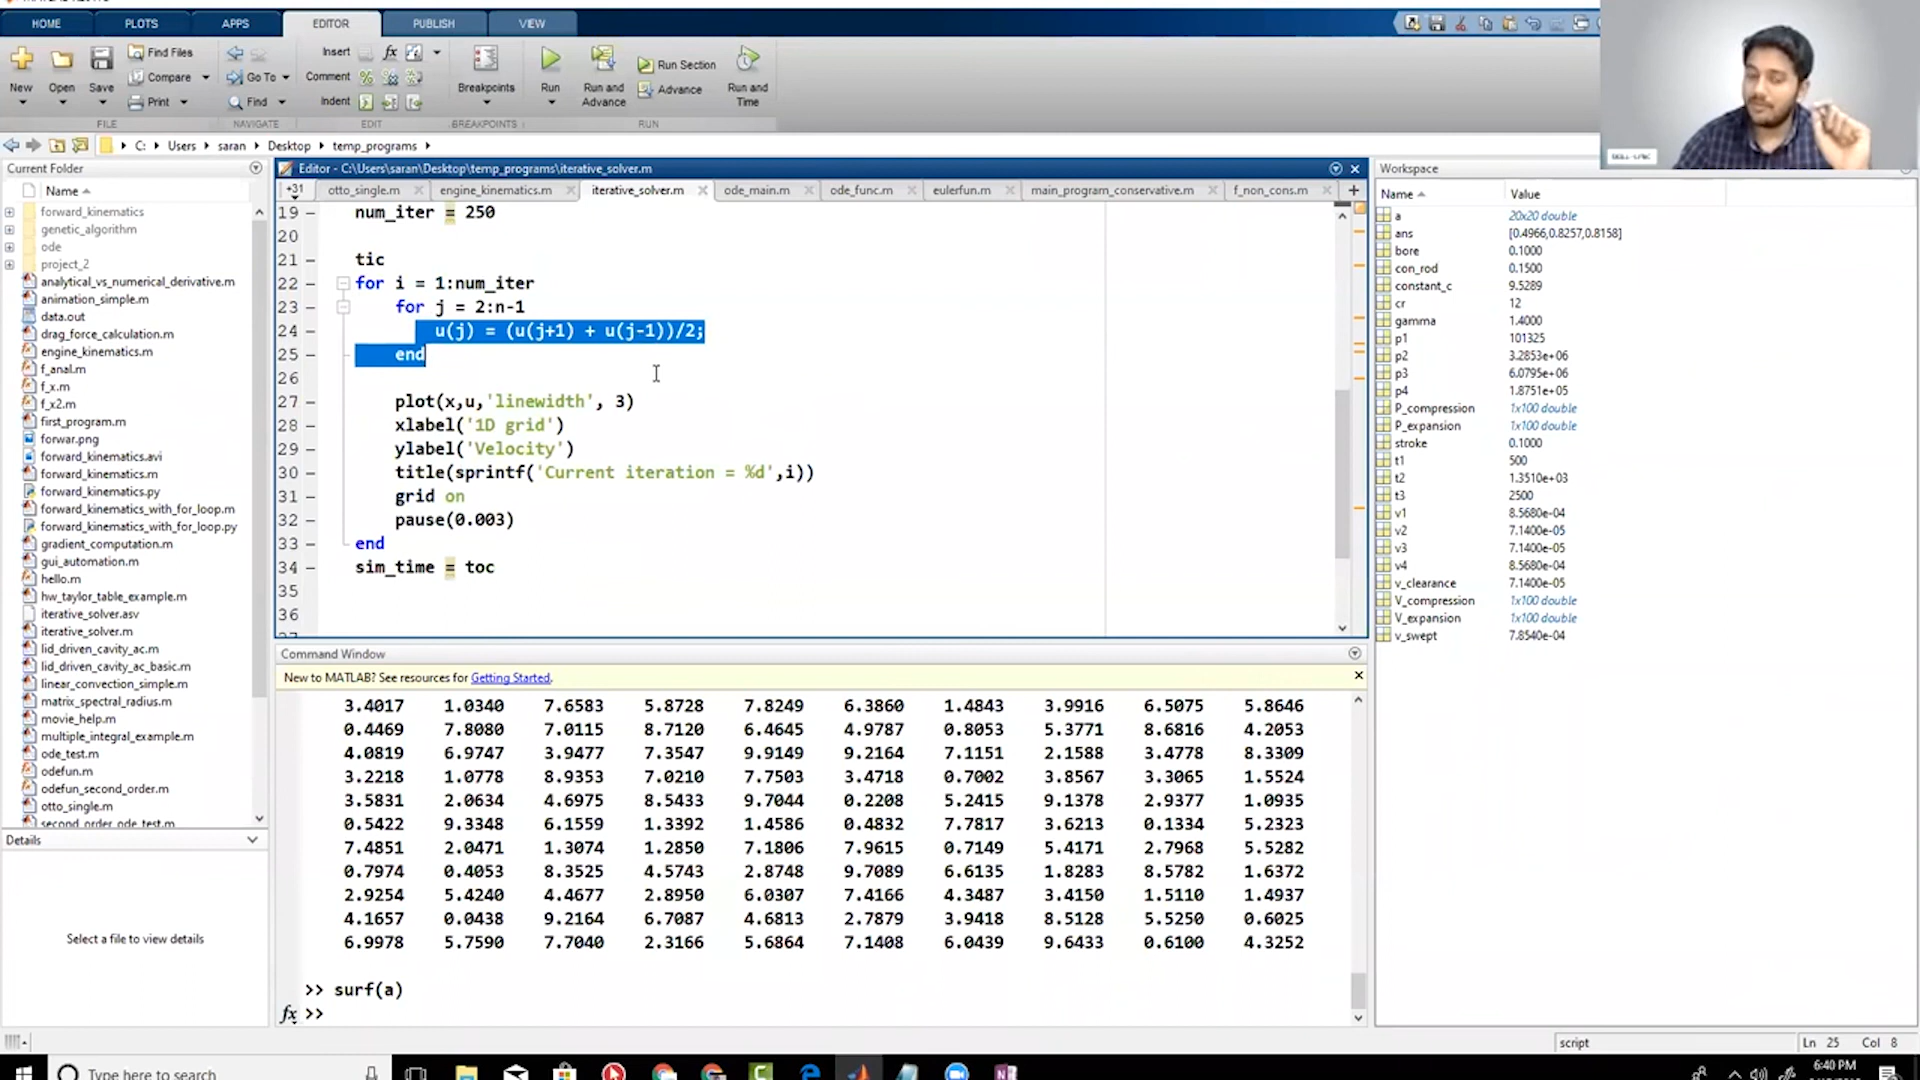 HOME PLOTS APPS EDITOR PUBLISH VIEW
New Open Save Find Files Compare Print
Go To Find
Insert fx
Comment
Indent
Breakpoints Run Run and Advance Run Section Advance Run and Time
FILE NAVIGATE EDIT BREAKPOINTS RUN
C: Users saran Desktop temp_programs
Current Folder
Name
forward_kinematics
genetic_algorithm
ode
project_2
analytical_vs_numerical_derivative.m
animation_simple.m
data.out
drag_force_calculation.m
engine_kinematics.m
f_anal.m
f_x.m
f_x2.m
first_program.m
forwar.png
forward_kinematics.avi
forward_kinematics.m
forward_kinematics.py
forward_kinematics_with_for_loop.m
forward_kinematics_with_for_loop.py
gradient_computation.m
gui_automation.m
hello.m
hw_taylor_table_example.m
iterative_solver.asv
iterative_solver.m
lid_driven_cavity_ac.m
lid_driven_cavity_ac_basic.m
linear_convection_simple.m
matrix_spectral_radius.m
movie_help.m
multiple_integral_example.m
ode_test.m
odefun.m
odefun_second_order.m
otto_single.m
second_order_ode_test.m
Details
Select a file to view details
Editor - C:\Users\saran\Desktop\temp_programs\iterative_solver.m
+31 otto_single.m engine_kinematics.m iterative_solver.m ode_main.m ode_func.m eulerfun.m main_program_conservative.m f_non_cons.m
19 – num_iter = 250
20
21 – tic
22 – for i = 1:num_iter
23 – for j = 2:n-1
24 – u(j) = (u(j+1) + u(j-1))/2;
25 – end
26
27 – plot(x,u,'linewidth', 3)
28 – xlabel('1D grid')
29 – ylabel('Velocity')
30 – title(sprintf('Current iteration = %d',i))
31 – grid on
32 – pause(0.003)
33 – end
34 – sim_time = toc
35
36
Command Window
New to MATLAB? See resources for Getting Started.
3.4017 1.0340 7.6583 5.8728 7.8249 6.3860 1.4843 3.9916 6.5075 5.8646
0.4469 7.8080 7.0115 8.7120 6.4645 4.9787 0.8053 5.3771 8.6816 4.2053
4.0819 6.9747 3.9477 7.3547 9.9149 9.2164 7.1151 2.1588 3.4778 8.3309
3.2218 1.0778 8.9353 7.0210 7.7503 3.4718 0.7002 3.8567 3.3065 1.5524
3.5831 2.0634 4.6975 8.5433 9.7044 0.2208 5.2415 9.1378 2.9377 1.0935
0.5422 9.3348 6.1559 1.3392 1.4586 0.4832 7.7817 3.6213 0.1334 5.2323
7.4851 2.0471 1.3074 1.2850 7.1806 7.9615 0.7149 5.4171 2.7968 5.5282
0.7974 0.4053 8.3525 4.5743 2.8748 9.7089 6.6135 1.8283 8.5782 1.6372
2.9254 5.4240 4.4677 2.8950 6.0307 7.4166 4.3487 3.4150 1.5110 1.4937
4.1657 0.0438 9.2164 6.7087 4.6813 2.7879 3.9418 8.5128 5.5250 0.6025
6.9978 5.7590 7.7040 2.3166 5.6864 7.1408 6.0439 9.6433 0.6100 4.3252
>> surf(a)
fx >>
Workspace
Name Value
a 20x20 double
ans [0.4966,0.8257,0.8158]
bore 0.1000
con_rod 0.1500
constant_c 9.5289
cr 12
gamma 1.4000
p1 101325
p2 3.2853e+06
p3 6.0795e+06
p4 1.8751e+05
P_compression 1x100 double
P_expansion 1x100 double
stroke 0.1000
t1 500
t2 1.3510e+03
t3 2500
v1 8.5680e-04
v2 7.1400e-05
v3 7.1400e-05
v4 8.5680e-04
v_clearance 7.1400e-05
V_compression 1x100 double
V_expansion 1x100 double
v_swept 7.8540e-04
script Ln 25 Col 8
Type here to search
6:40 PM